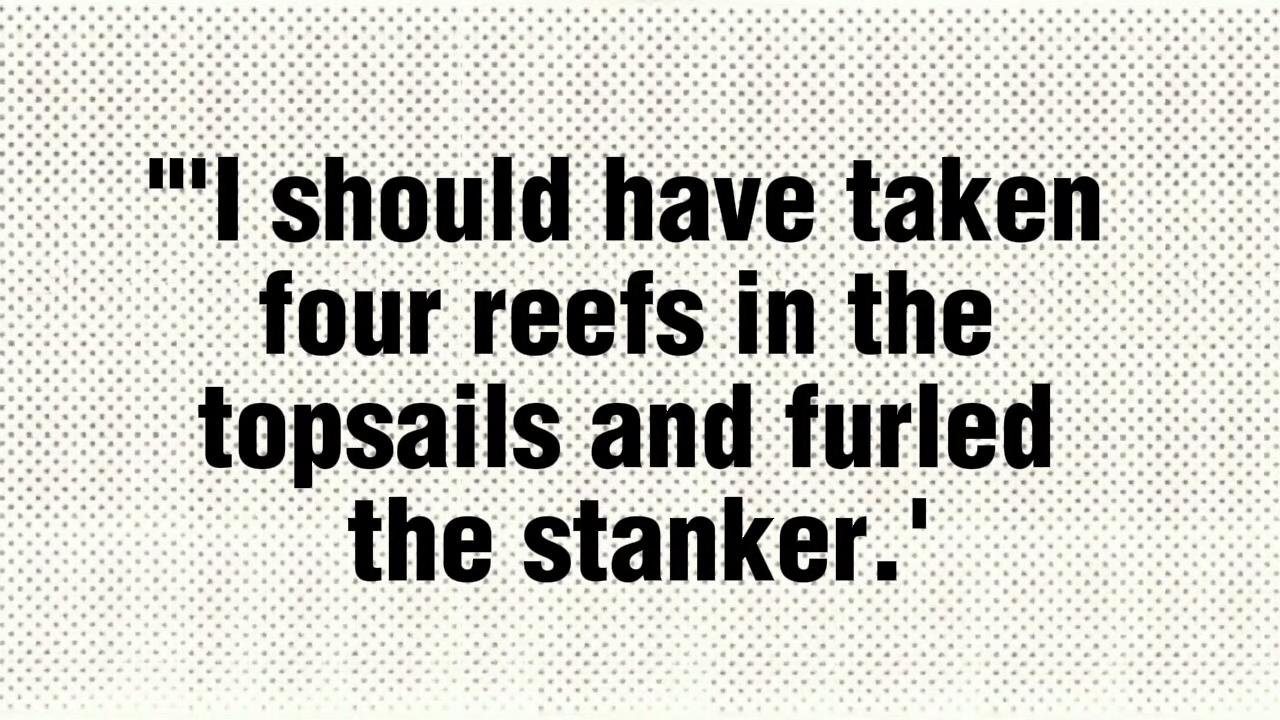 "'I should have taken
four reefs in the
topsails and furled
the stanker.'